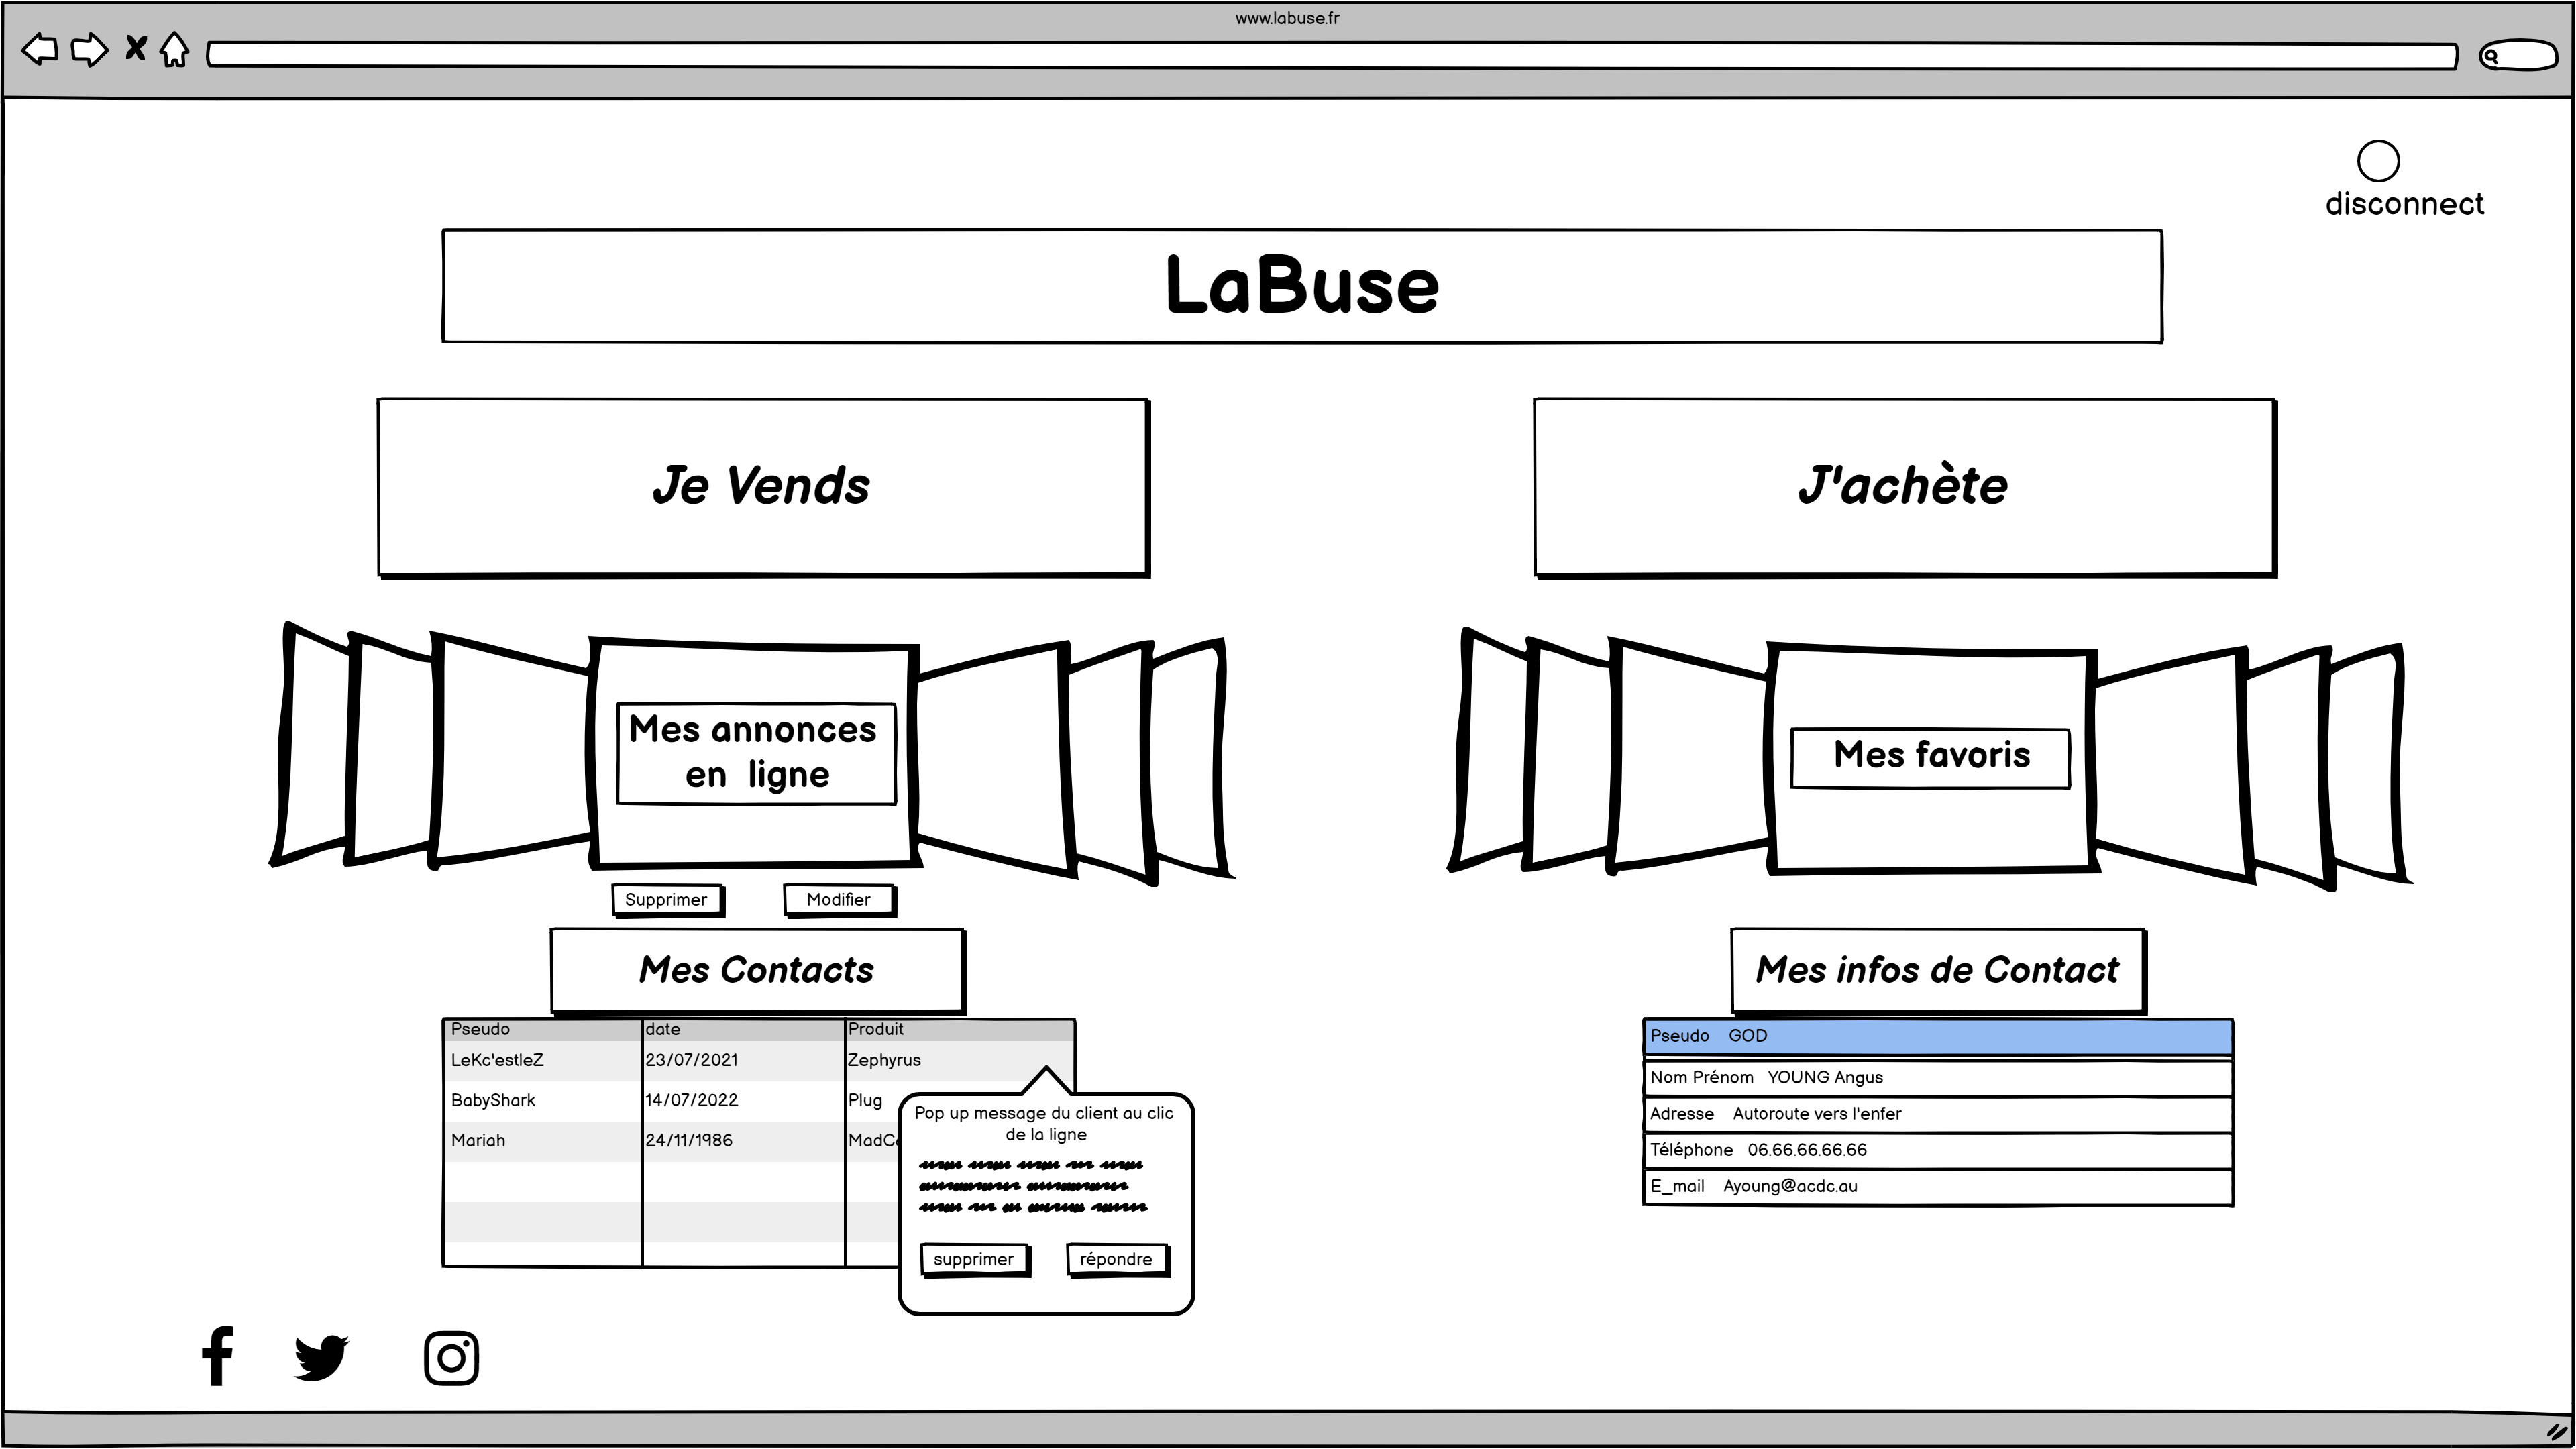 www.labuse.fr
disconnect
LaBuse
Je Vends
J'achète
Mes annonces
en ligne
Supprimer Modifier
Mes favoris
Mes Contacts
Pseudo date Produit
LeKc'estleZ 23/07/2021 Zephyrus
BabyShark 14/07/2022 Plug
Mariah 24/11/1986
Pop up message du client au clic
de la ligne
supprimer répondre
Mes infos de Contact
Pseudo GOD
Nom Prénom YOUNG Angus
Adresse Autoroute vers l'enfer
Téléphone 06.66.66.66.66
E_mail Ayoung@acdc.au